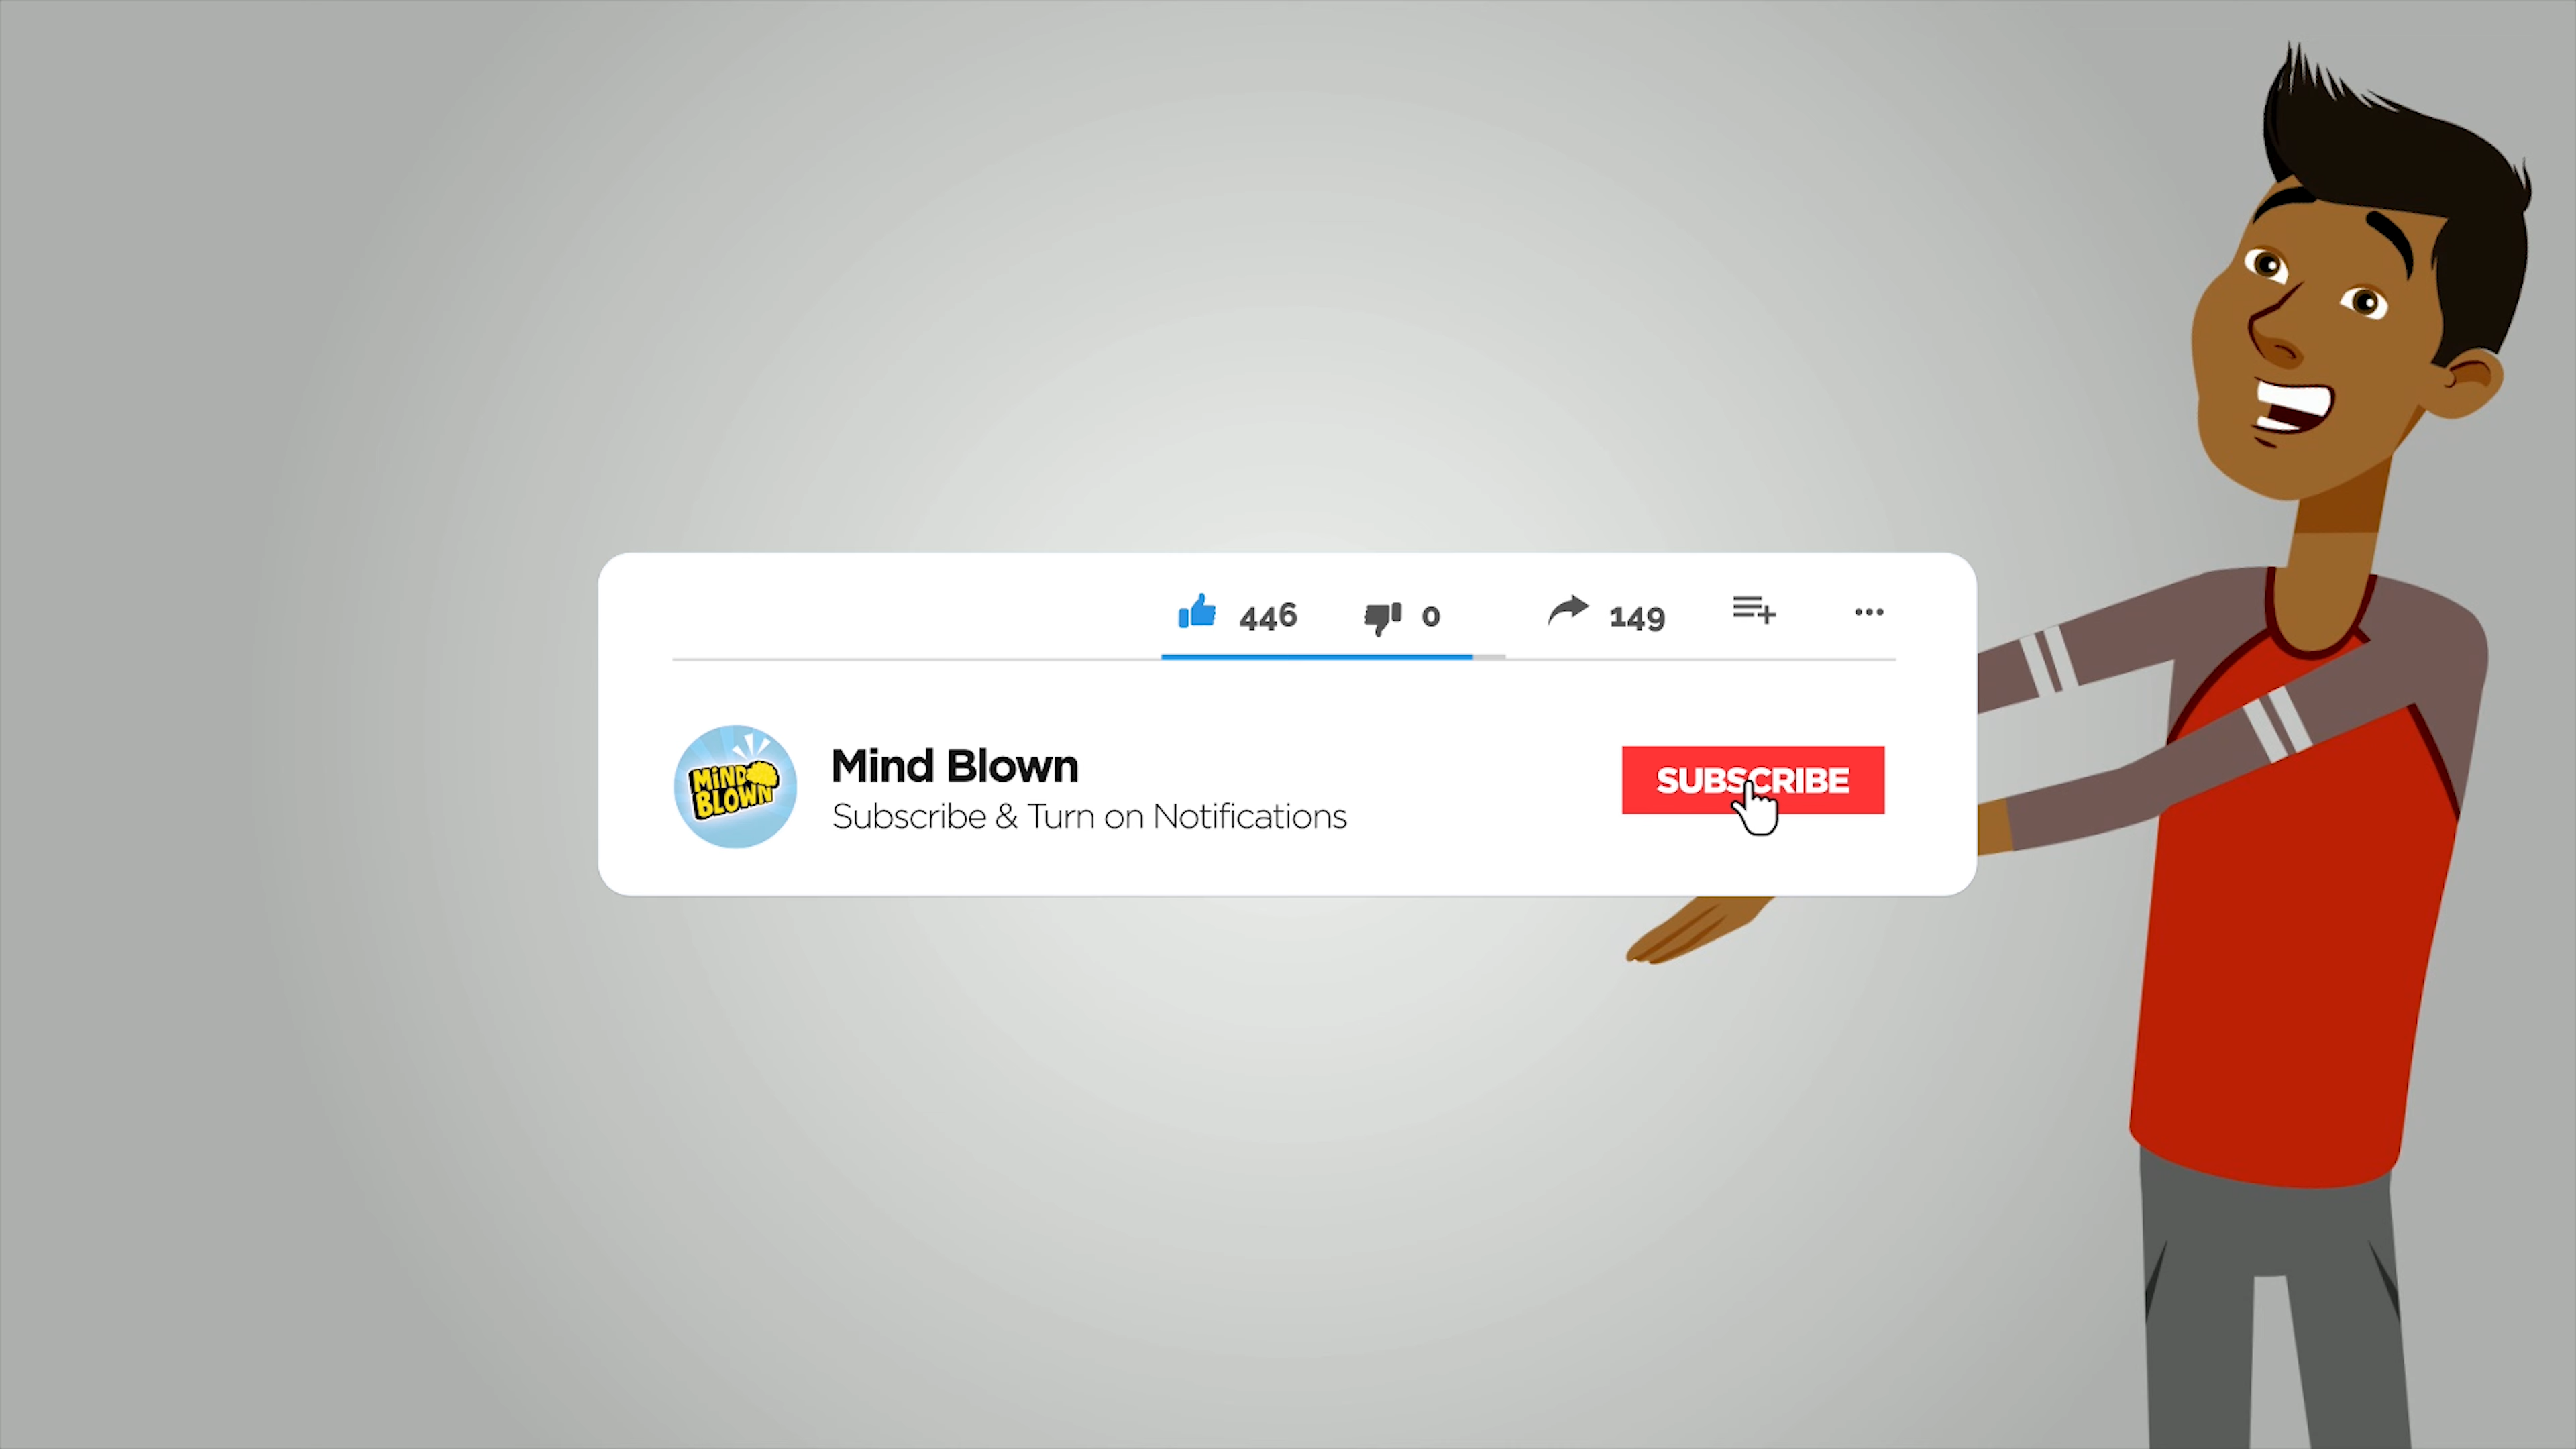 446 0 149
MIND
BLOWN
Mind Blown
Subscribe & Turn on Notifications
SUBSCRIBE